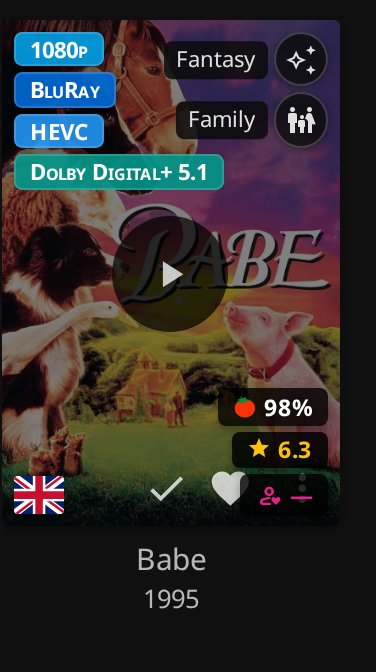 1080p
BluRay
HEVC
Dolby Digital+ 5.1
Fantasy
Family
BABE
98%
6.3
—
Babe
1995